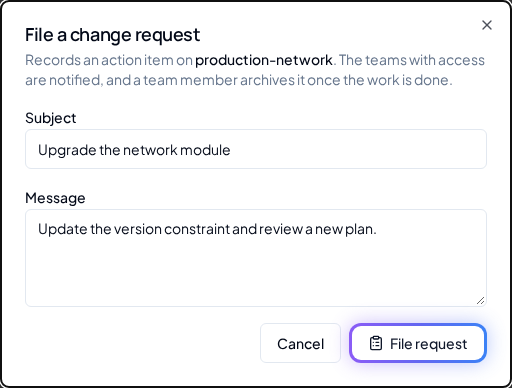 File a change request
Records an action item on production-network. The teams with access
are notified, and a team member archives it once the work is done.
Subject
Upgrade the network module
Message
Update the version constraint and review a new plan.
Cancel
File request